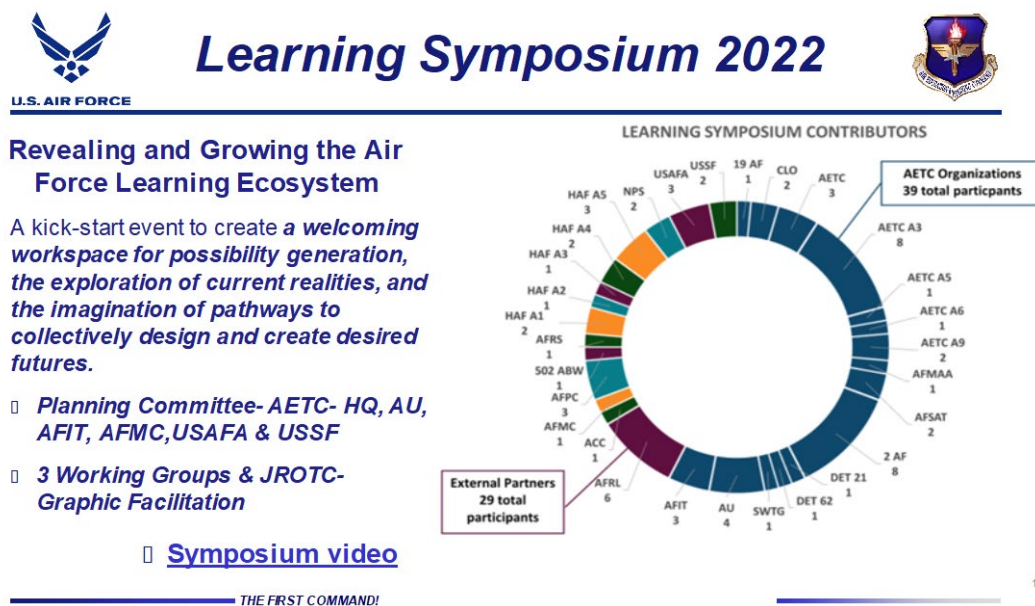 Learning Symposium 2022
U.S. AIR FORCE
Revealing and Growing the Air
Force Learning Ecosystem
A kick-start event to create a welcoming
workspace for possibility generation,
the exploration of current realities, and
the imagination of pathways to
collectively design and create desired
futures.
▯ Planning Committee- AETC- HQ, AU,
AFIT, AFMC,USAFA & USSF
▯ 3 Working Groups & JROTC-
Graphic Facilitation
▯ Symposium video
LEARNING SYMPOSIUM CONTRIBUTORS
19 AF
1
CLO
2
AETC
3
AETC Organizations
39 total particpants
AETC A3
8
AETC A5
1
AETC A6
1
AETC A9
2
AFMAA
1
AFSAT
2
2 AF
8
DET 21
1
DET 62
1
SWTG
1
AU
4
AFIT
3
AFRL
6
External Partners
29 total
participants
ACC
1
AFMC
1
AFPC
3
502 ABW
1
AFRS
1
HAF A1
2
HAF A2
1
HAF A3
1
HAF A4
2
HAF A5
3
NPS
2
USAFA
3
USSF
2
THE FIRST COMMAND!